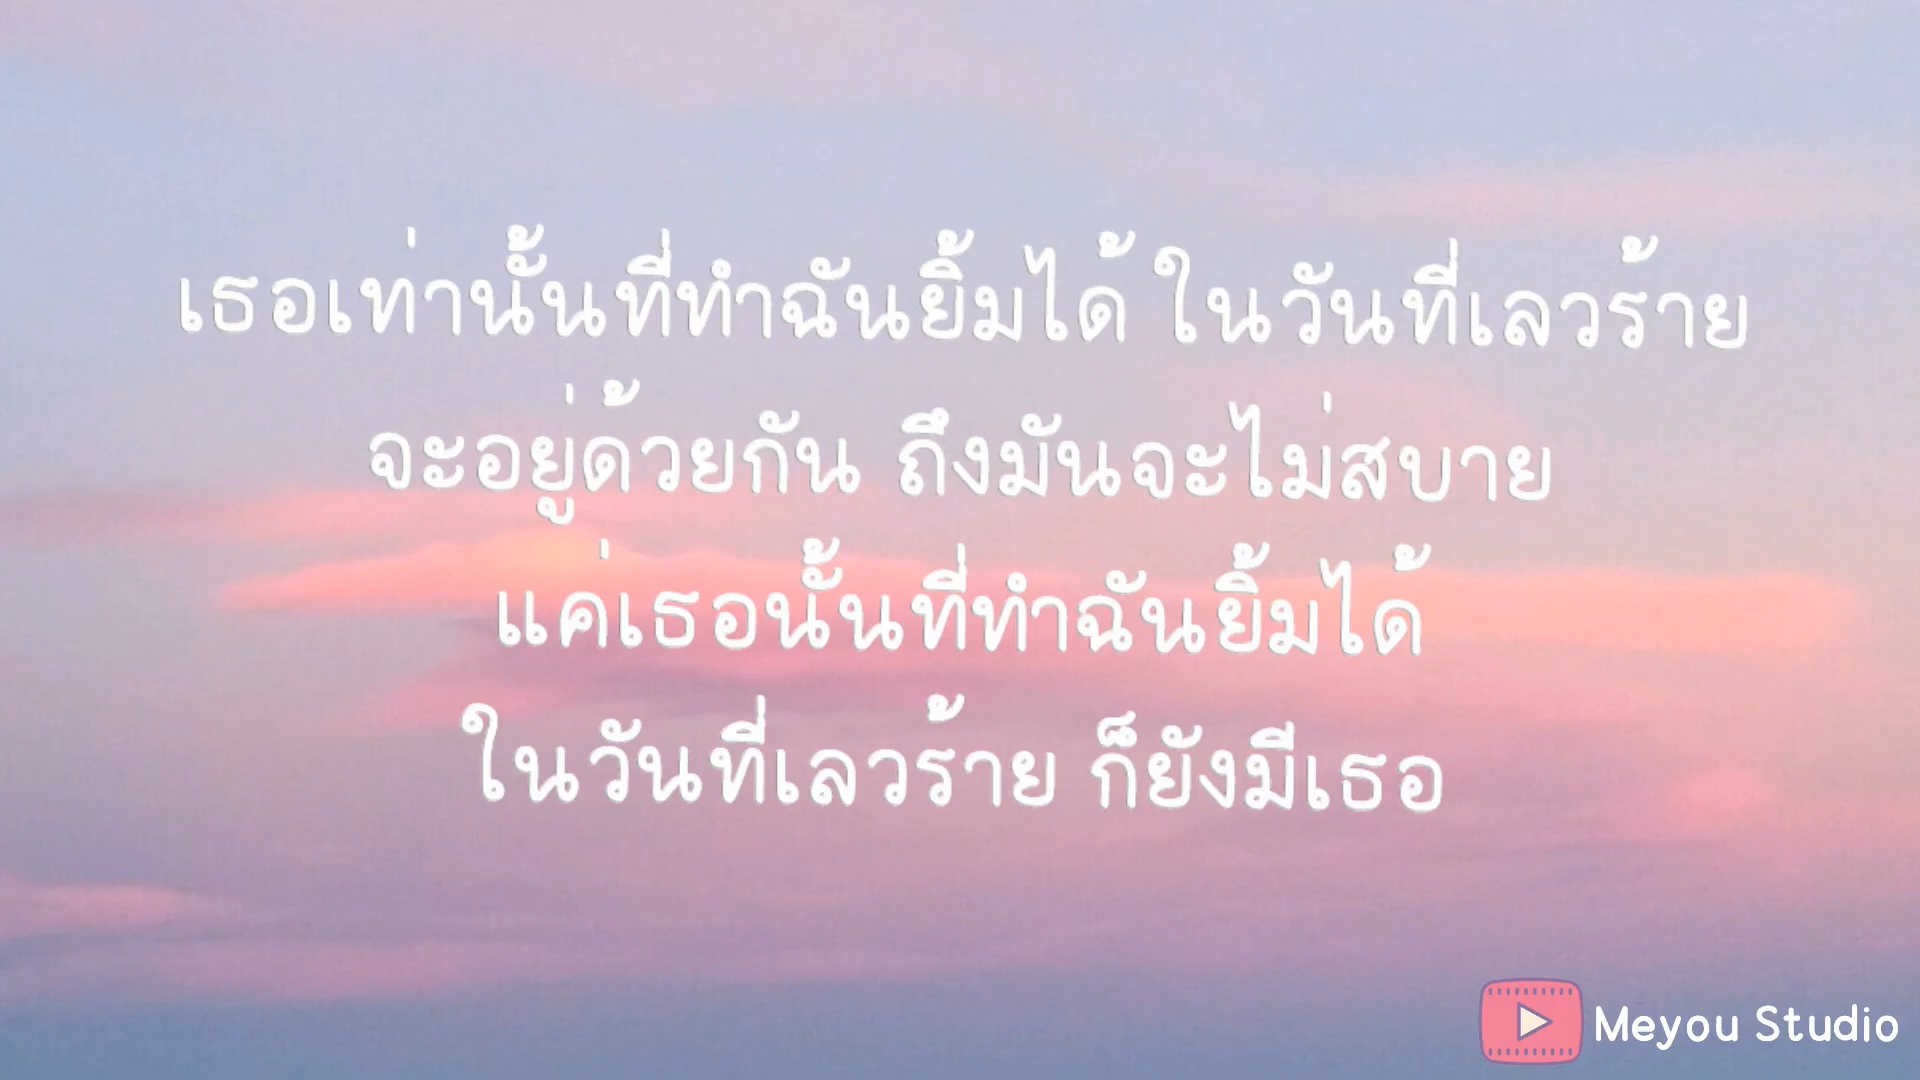 เธอเท่านั้นที่ทำฉันยิ้มได้ ในวันที่เลวร้าย
จะอยู่ด้วยกัน ถึงมันจะไม่สบาย
แค่เธอนั้นที่ทำฉันยิ้มได้
ในวันที่เลวร้าย ก็ยังมีเธอ
Meyou Studio